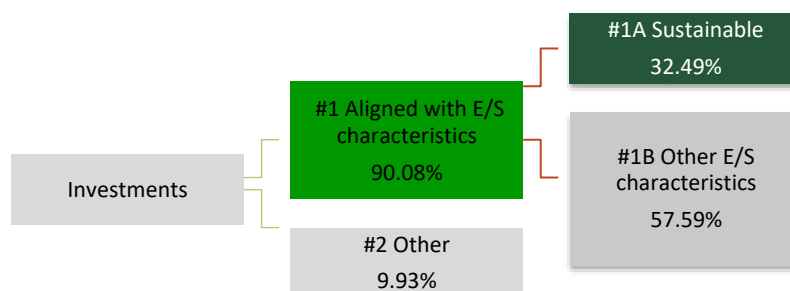 Investments
#1 Aligned with E/S
characteristics
90.08%
#2 Other
9.93%
#1A Sustainable
32.49%
#1B Other E/S
characteristics
57.59%